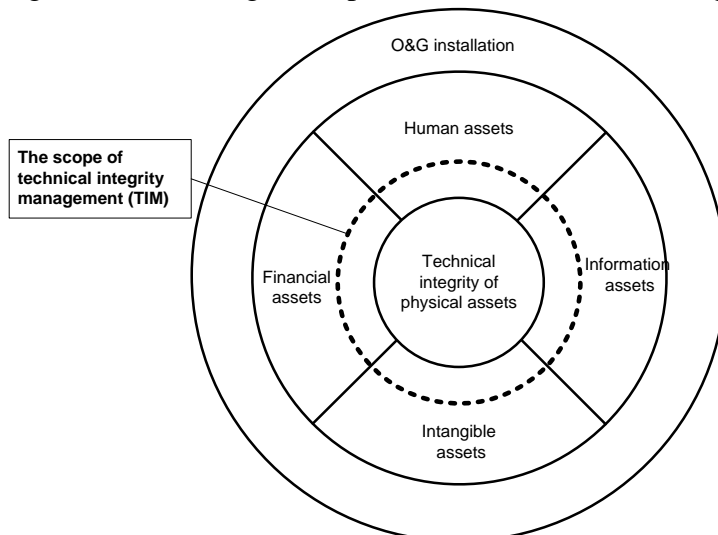 O&G installation
Human assets
The scope of
technical integrity
management (TIM)
Technical
integrity of
physical assets
Financial
assets
Information
assets
Intangible
assets